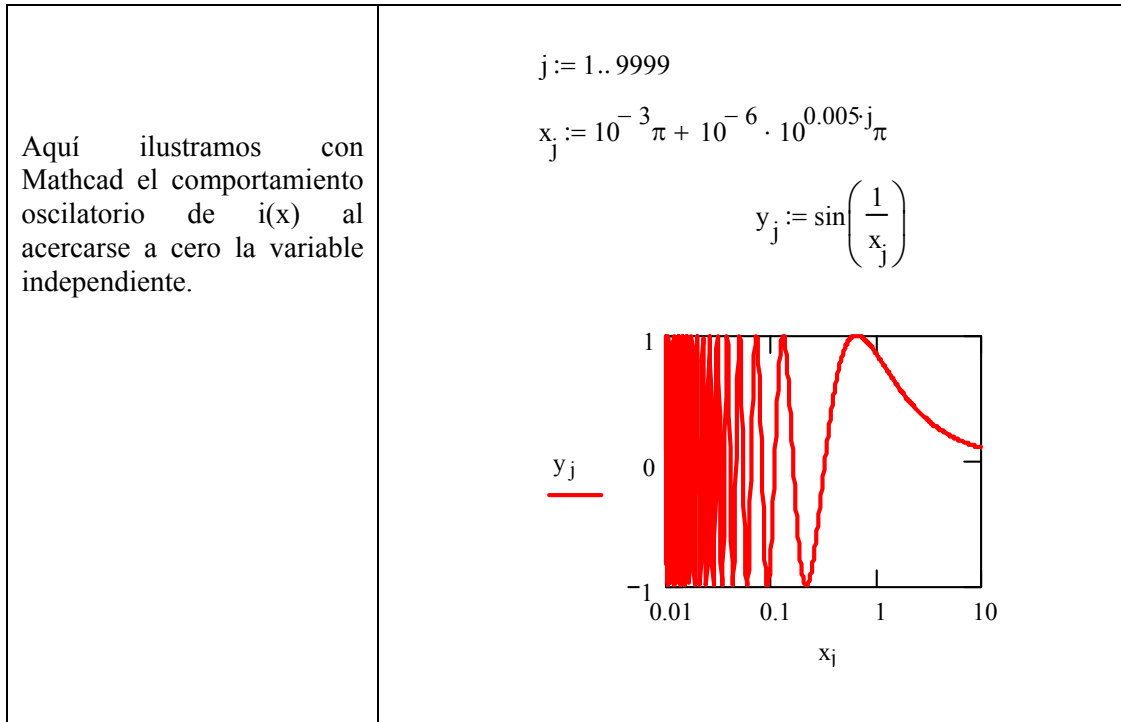 Aquí ilustramos con
Mathcad el comportamiento
oscilatorio de i(x) al
acercarse a cero la variable
independiente.
j := 1.. 9999
x_j := 10^{-3}π + 10^{-6} · 10^{0.005·j}π
y_j := sin(1/x_j)
1
y_j 0
−1
0.01 0.1 1 10
x_j